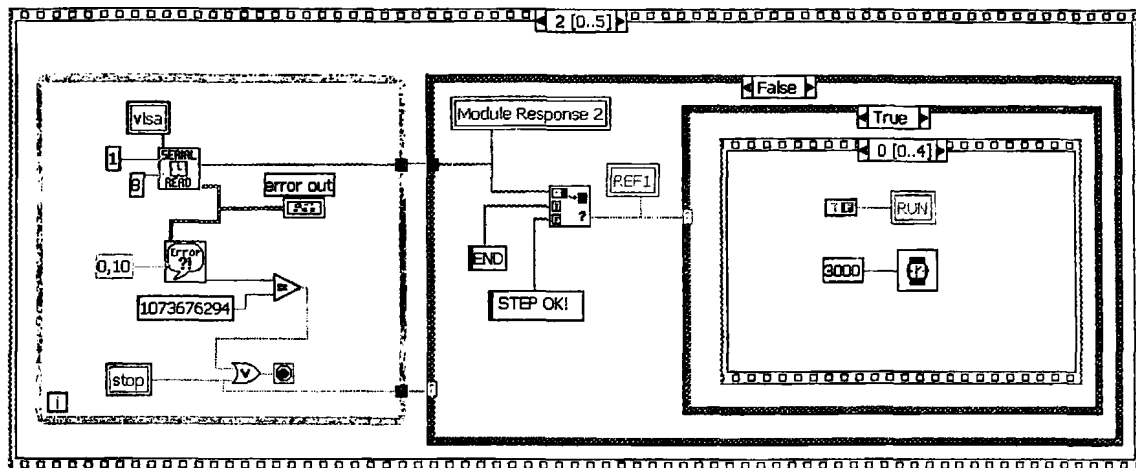 2 [0..5]
False
visa
Module Response 2
True
0 [0..4]
1
SERIAL
READ
8
error out
REF1
RUN
Error
?!
0,10
?
END
3000
1073676294
=
STEP OK!
V
stop
i